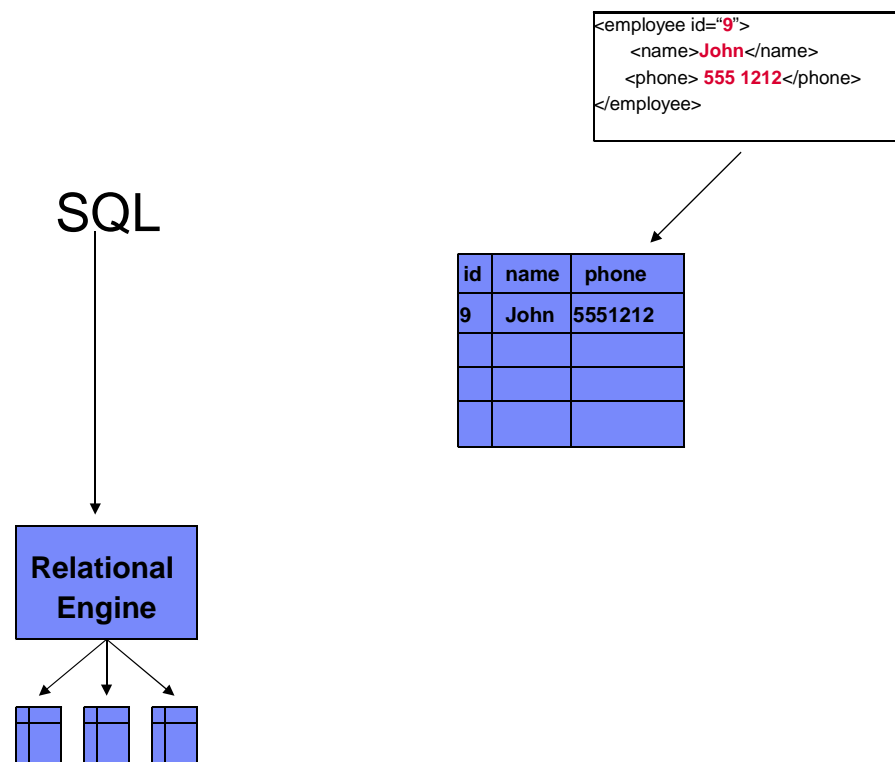 <employee id=“9”>
<name>John</name>
<phone> 555 1212</phone>
</employee>
SQL
id name phone
9 John 5551212
Relational
Engine